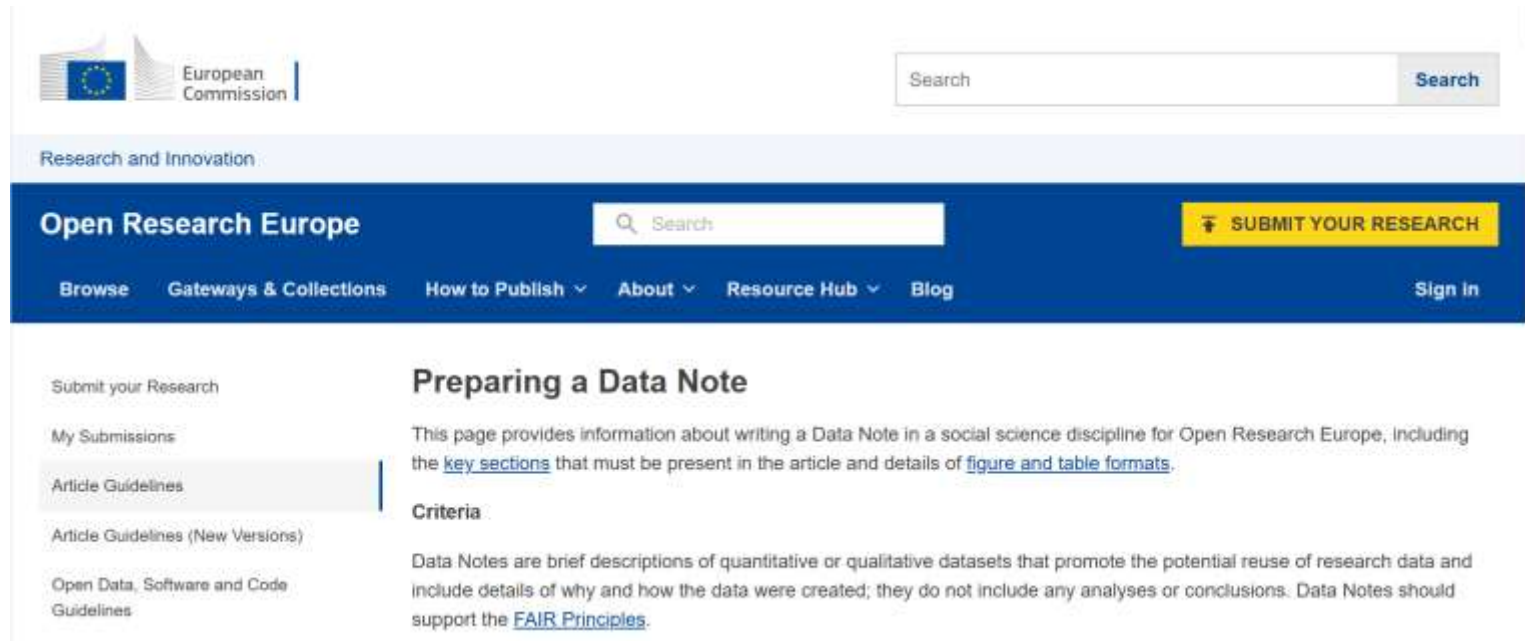 European
Commission
Search
Search
Research and Innovation
Open Research Europe
Search
SUBMIT YOUR RESEARCH
Browse
Gateways & Collections
How to Publish
About
Resource Hub
Blog
Sign in
Submit your Research
My Submissions
Article Guidelines
Article Guidelines (New Versions)
Open Data, Software and Code
Guidelines
Preparing a Data Note
This page provides information about writing a Data Note in a social science discipline for Open Research Europe, including
the key sections that must be present in the article and details of figure and table formats.
Criteria
Data Notes are brief descriptions of quantitative or qualitative datasets that promote the potential reuse of research data and
include details of why and how the data were created; they do not include any analyses or conclusions. Data Notes should
support the FAIR Principles.